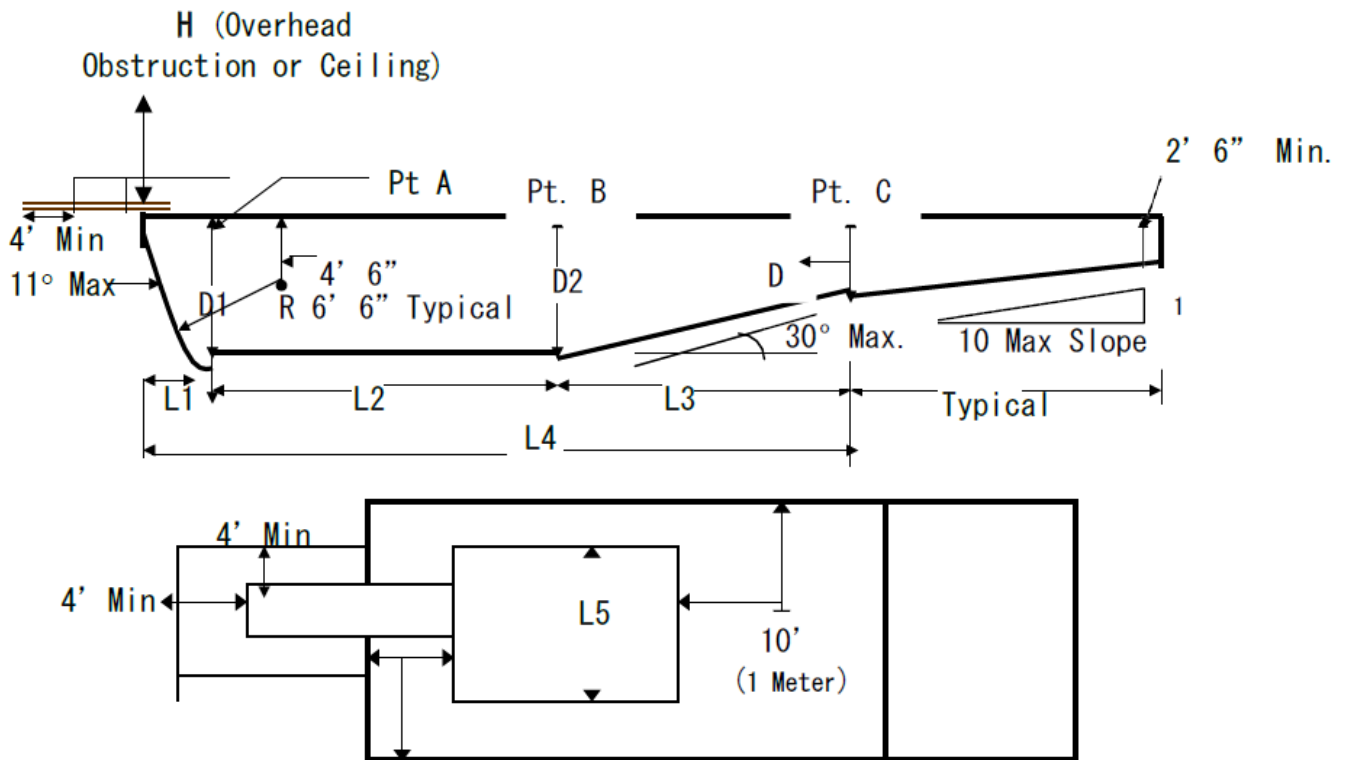 H (Overhead
Obstruction or Ceiling)
2' 6” Min.
Pt A
Pt. B
Pt. C
4' Min
11° Max
4' 6”
D1
R 6' 6” Typical
D2
D
30° Max.
1
10 Max Slope
L1
L2
L3
Typical
L4
4' Min
4' Min
L5
10'
(1 Meter)